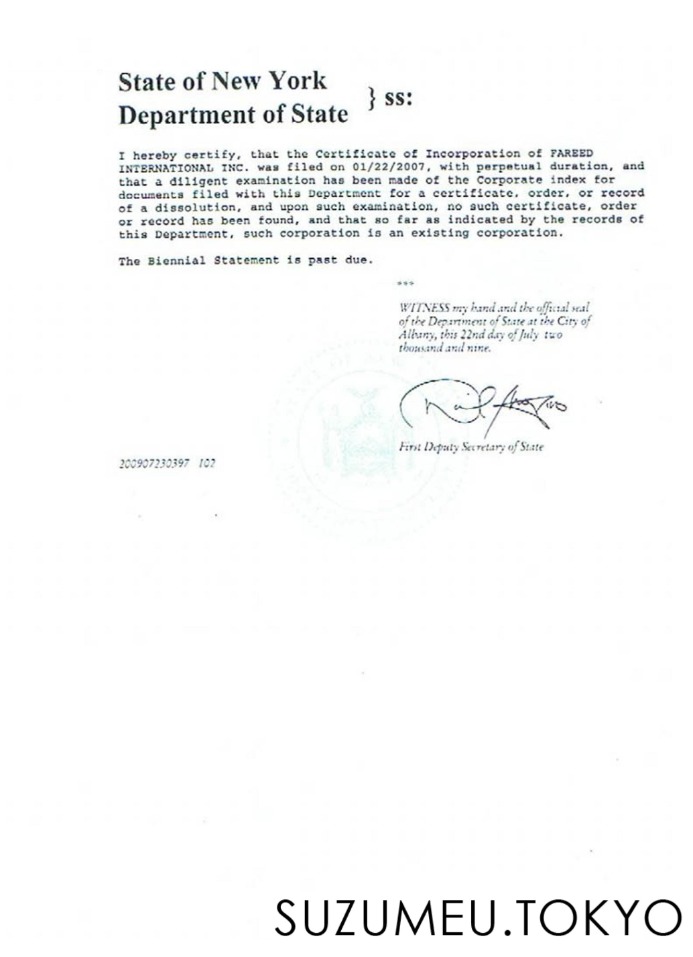 State of New York
Department of State } ss:
I hereby certify, that the Certificate of Incorporation of FAREED
INTERNATIONAL INC. was filed on 01/22/2007, with perpetual duration, and
that a diligent examination has been made of the Corporate index for
documents filed with this Department for a certificate, order, or record
of a dissolution, and upon such examination, no such certificate, order
or record has been found, and that so far as indicated by the records of
this Department, such corporation is an existing corporation.
The Biennial Statement is past due.
***
WITNESS my hand and the official seal
of the Department of State at the City of
Albany, this 22nd day of July two
thousand and nine.
First Deputy Secretary of State
200907230397 102
SUZUMEU.TOKYO